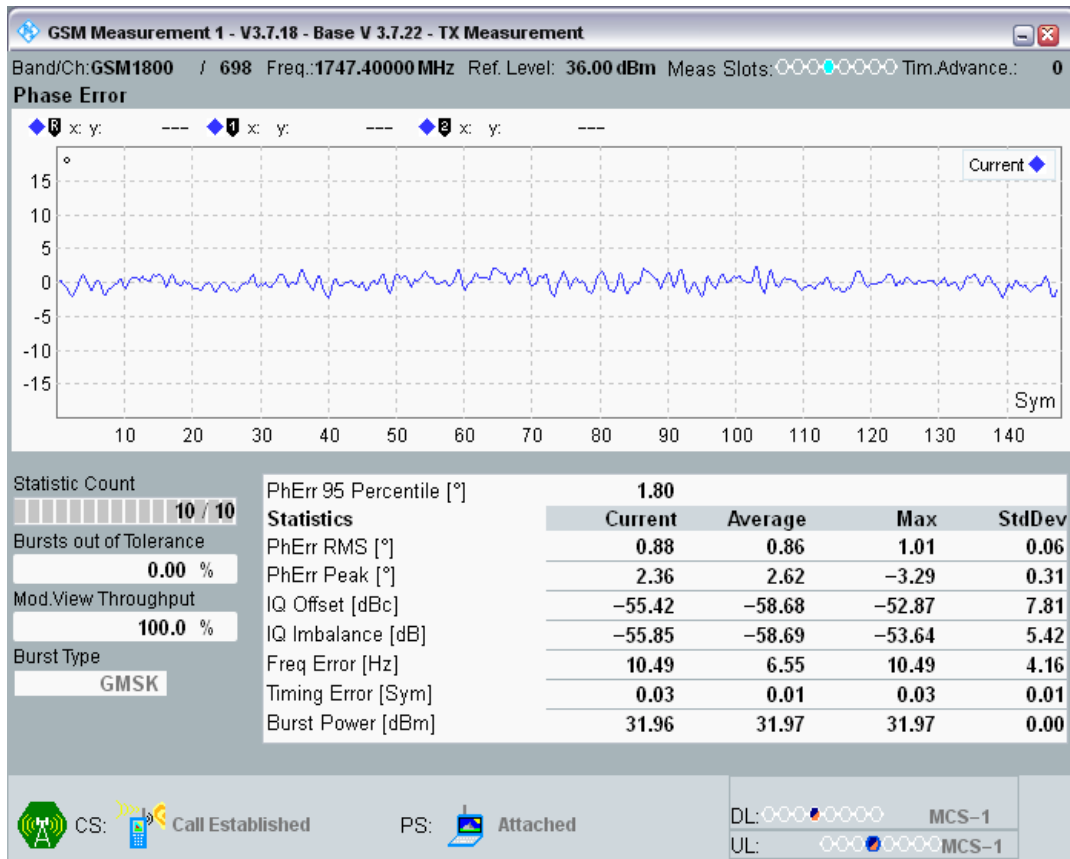 GSM Measurement 1 - V3.7.18 - Base V 3.7.22 - TX Measurement
Band/Ch:GSM1800 / 698 Freq.:1747.40000 MHz Ref. Level: 36.00 dBm Meas Slots: Tim.Advance.: 0
Phase Error
R x: y: --- 1 x: y: --- 2 x: y: ---
° Current
15
10
5
0
-5
-10
-15
Sym
10 20 30 40 50 60 70 80 90 100 110 120 130 140
Statistic Count
10 / 10
Bursts out of Tolerance
0.00 %
Mod.View Throughput
100.0 %
Burst Type
GMSK
PhErr 95 Percentile [°] 1.80
Statistics Current Average Max StdDev
PhErr RMS [°] 0.88 0.86 1.01 0.06
PhErr Peak [°] 2.36 2.62 −3.29 0.31
IQ Offset [dBc] −55.42 −58.68 −52.87 7.81
IQ Imbalance [dB] −55.85 −58.69 −53.64 5.42
Freq Error [Hz] 10.49 6.55 10.49 4.16
Timing Error [Sym] 0.03 0.01 0.03 0.01
Burst Power [dBm] 31.96 31.97 31.97 0.00
CS: Call Established PS: Attached
DL: MCS−1
UL: MCS−1